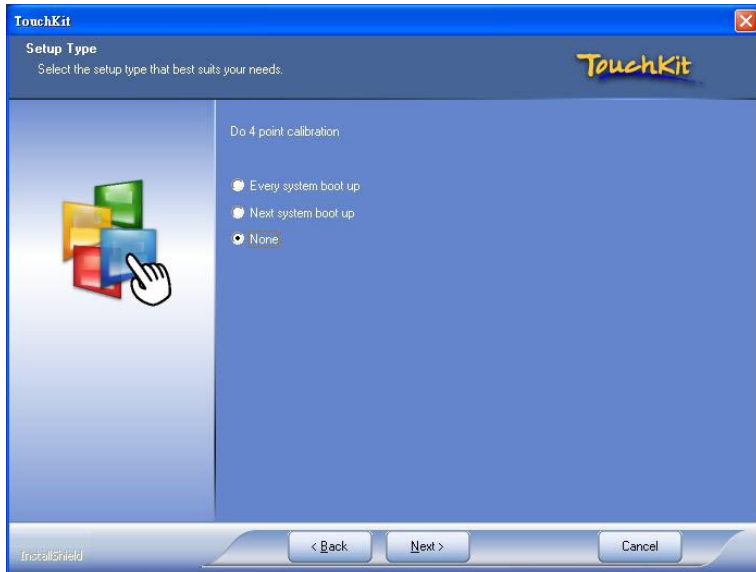 TouchKit
Setup Type
Select the setup type that best suits your needs.
TouchKit
Do 4 point calibration
Every system boot up
Next system boot up
None
InstallShield
< Back
Next >
Cancel